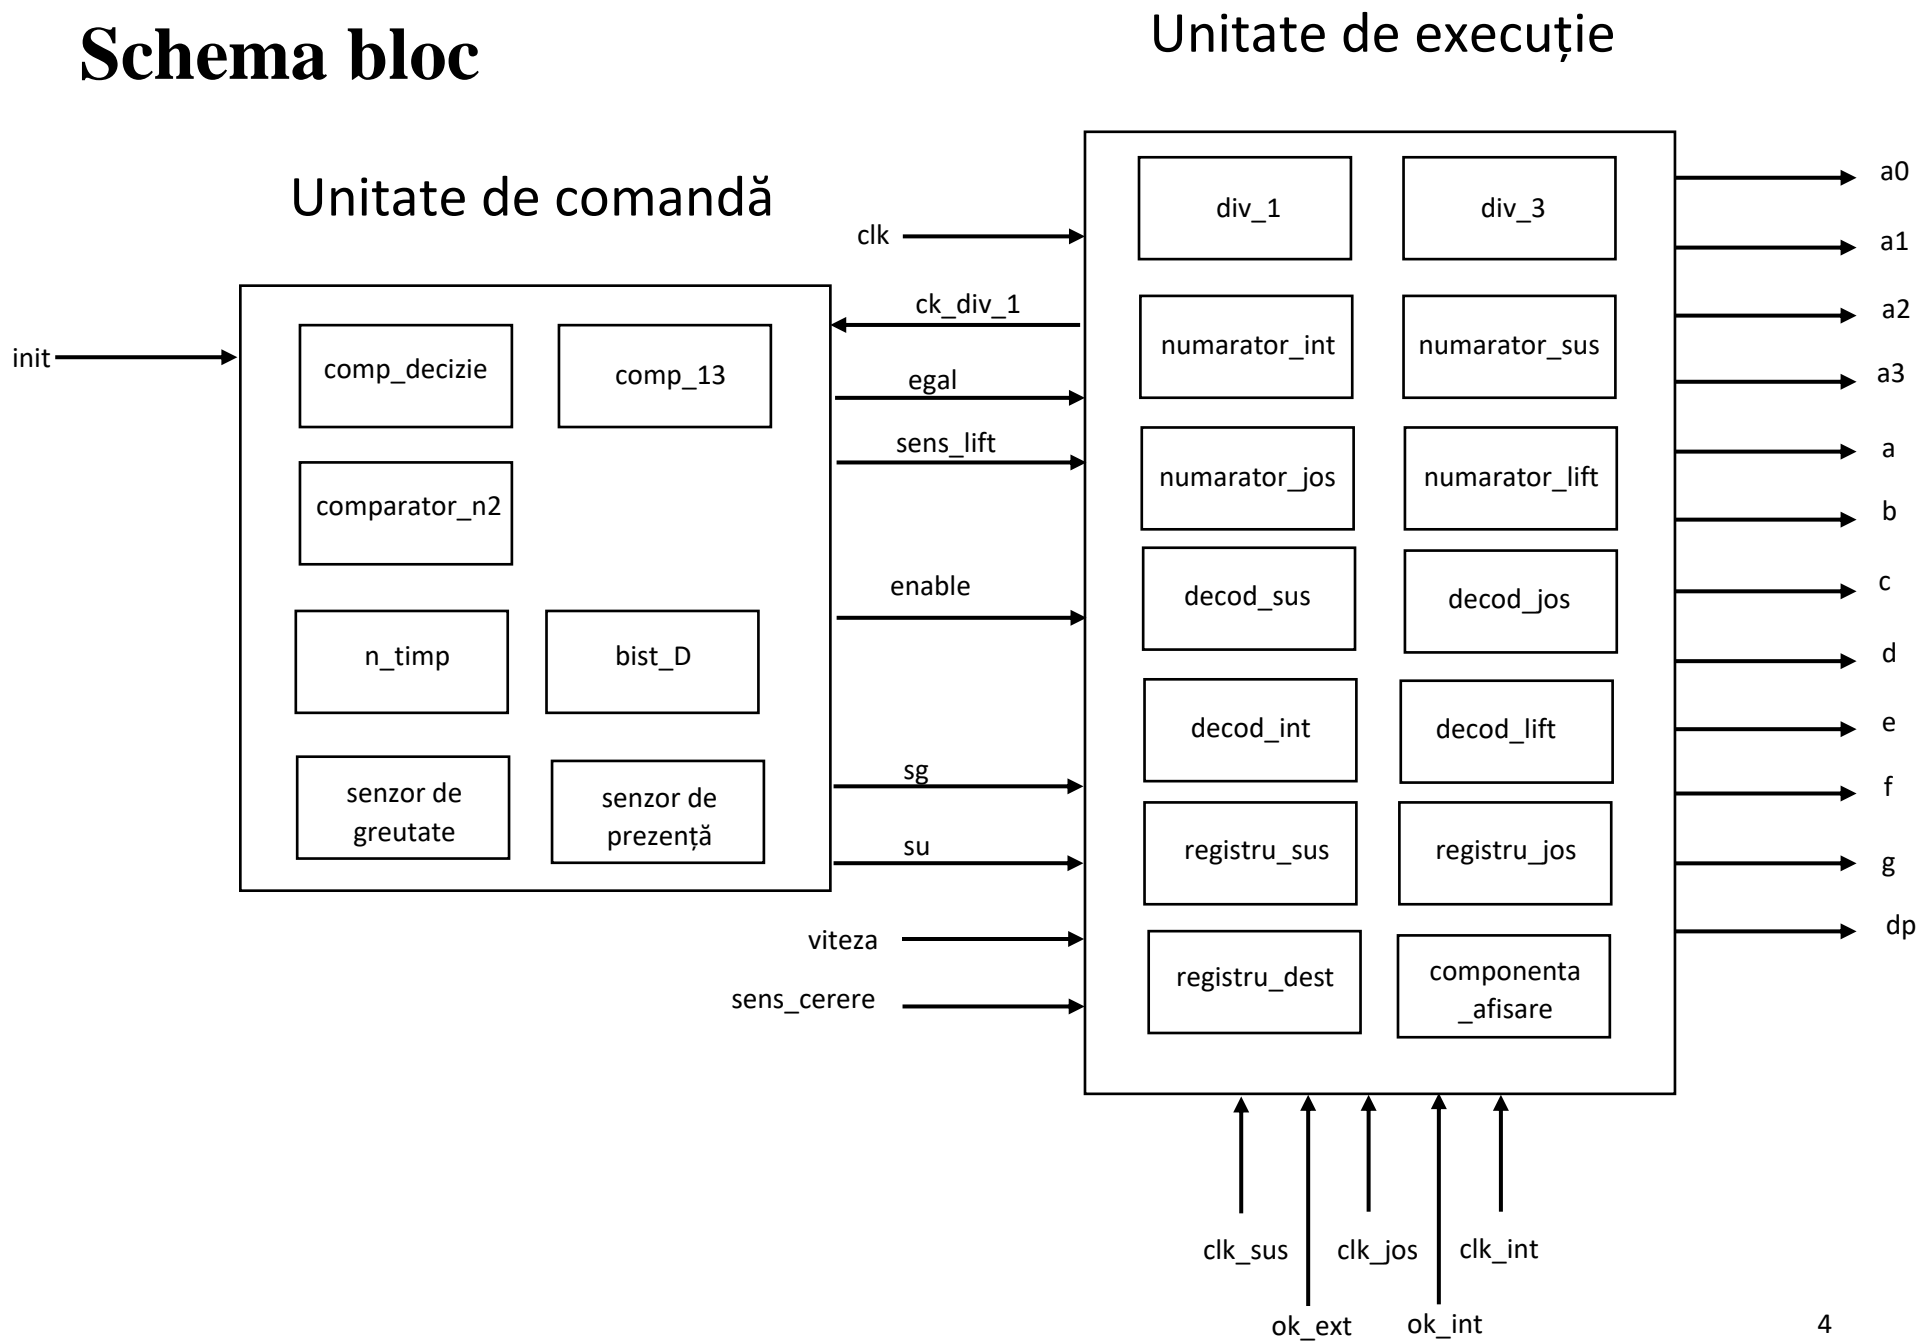 Schema bloc
Unitate de execuție
Unitate de comandă
init
comp_decizie
comp_13
comparator_n2
n_timp
bist_D
senzor de
greutate
senzor de
prezență
clk
ck_div_1
egal
sens_lift
enable
sg
su
viteza
sens_cerere
div_1
div_3
numarator_int
numarator_sus
numarator_jos
numarator_lift
decod_sus
decod_jos
decod_int
decod_lift
registru_sus
registru_jos
registru_dest
componenta
_afisare
a0
a1
a2
a3
a
b
c
d
e
f
g
dp
clk_sus
clk_jos
clk_int
ok_ext
ok_int
4